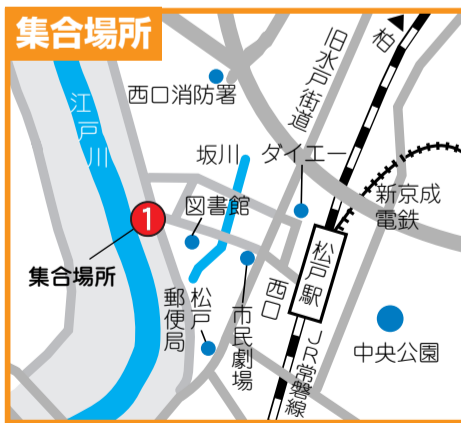 集合場所
柏
旧水戸街道
西口消防署
江戸川
坂川
ダイエー
新京成
電鉄
図書館
1
集合場所
松戸駅
西口
松戸
郵便局
市民劇場
中央公園
JR常磐線